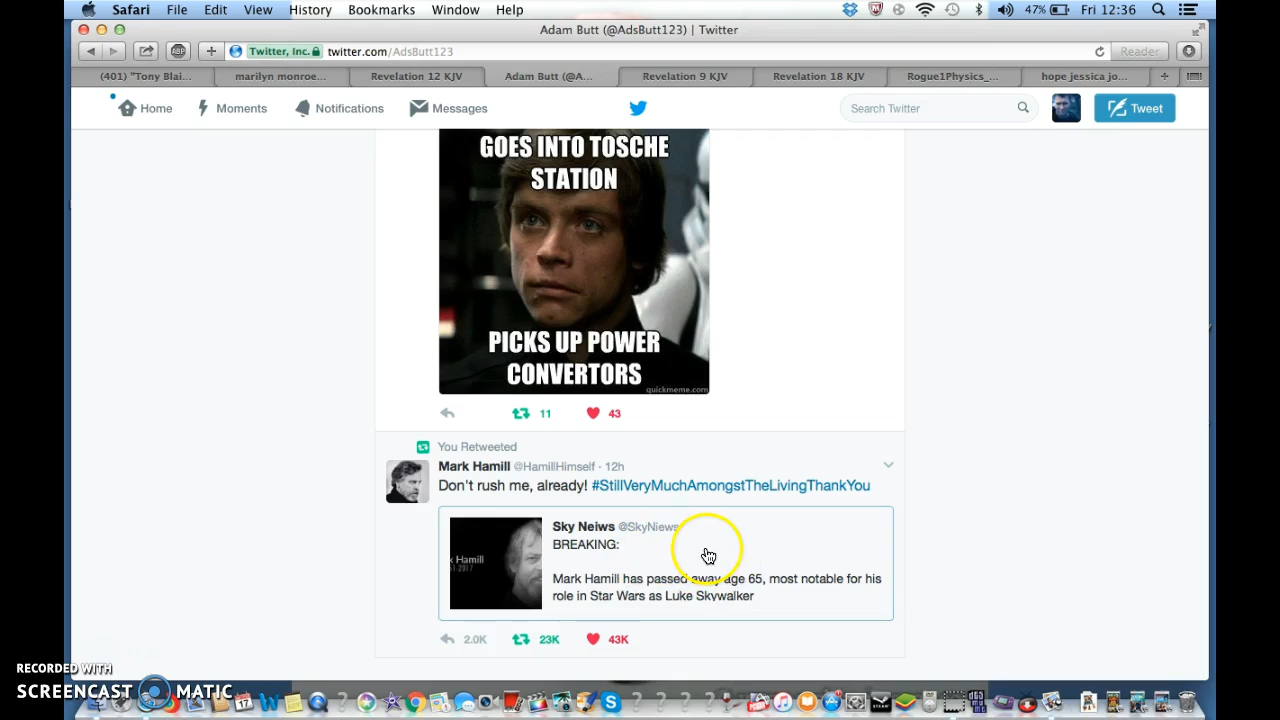 Safari File Edit View History Bookmarks Window Help 47% Fri 12:36
Adam Butt (@AdsButt123) | Twitter
ABP + Twitter, Inc. twitter.com/AdsButt123 Reader
(401) "Tony Blai... marilyn monroe... Revelation 12 KJV Adam Butt (@A... Revelation 9 KJV Revelation 18 KJV Rogue1Physics_... hope jessica jo... +
Home Moments Notifications Messages Search Twitter Tweet
GOES INTO TOSCHE
STATION
PICKS UP POWER
CONVERTORS
quickmeme.com
11 43
You Retweeted
Mark Hamill @HamillHimself · 12h
Don't rush me, already! #StillVeryMuchAmongstTheLivingThankYou
Sky Neiws @SkyNiews
BREAKING:
k Hamill
Mark Hamill has passed away age 65, most notable for his
role in Star Wars as Luke Skywalker
2.0K 23K 43K
RECORDED WITH
SCREENCAST MATIC